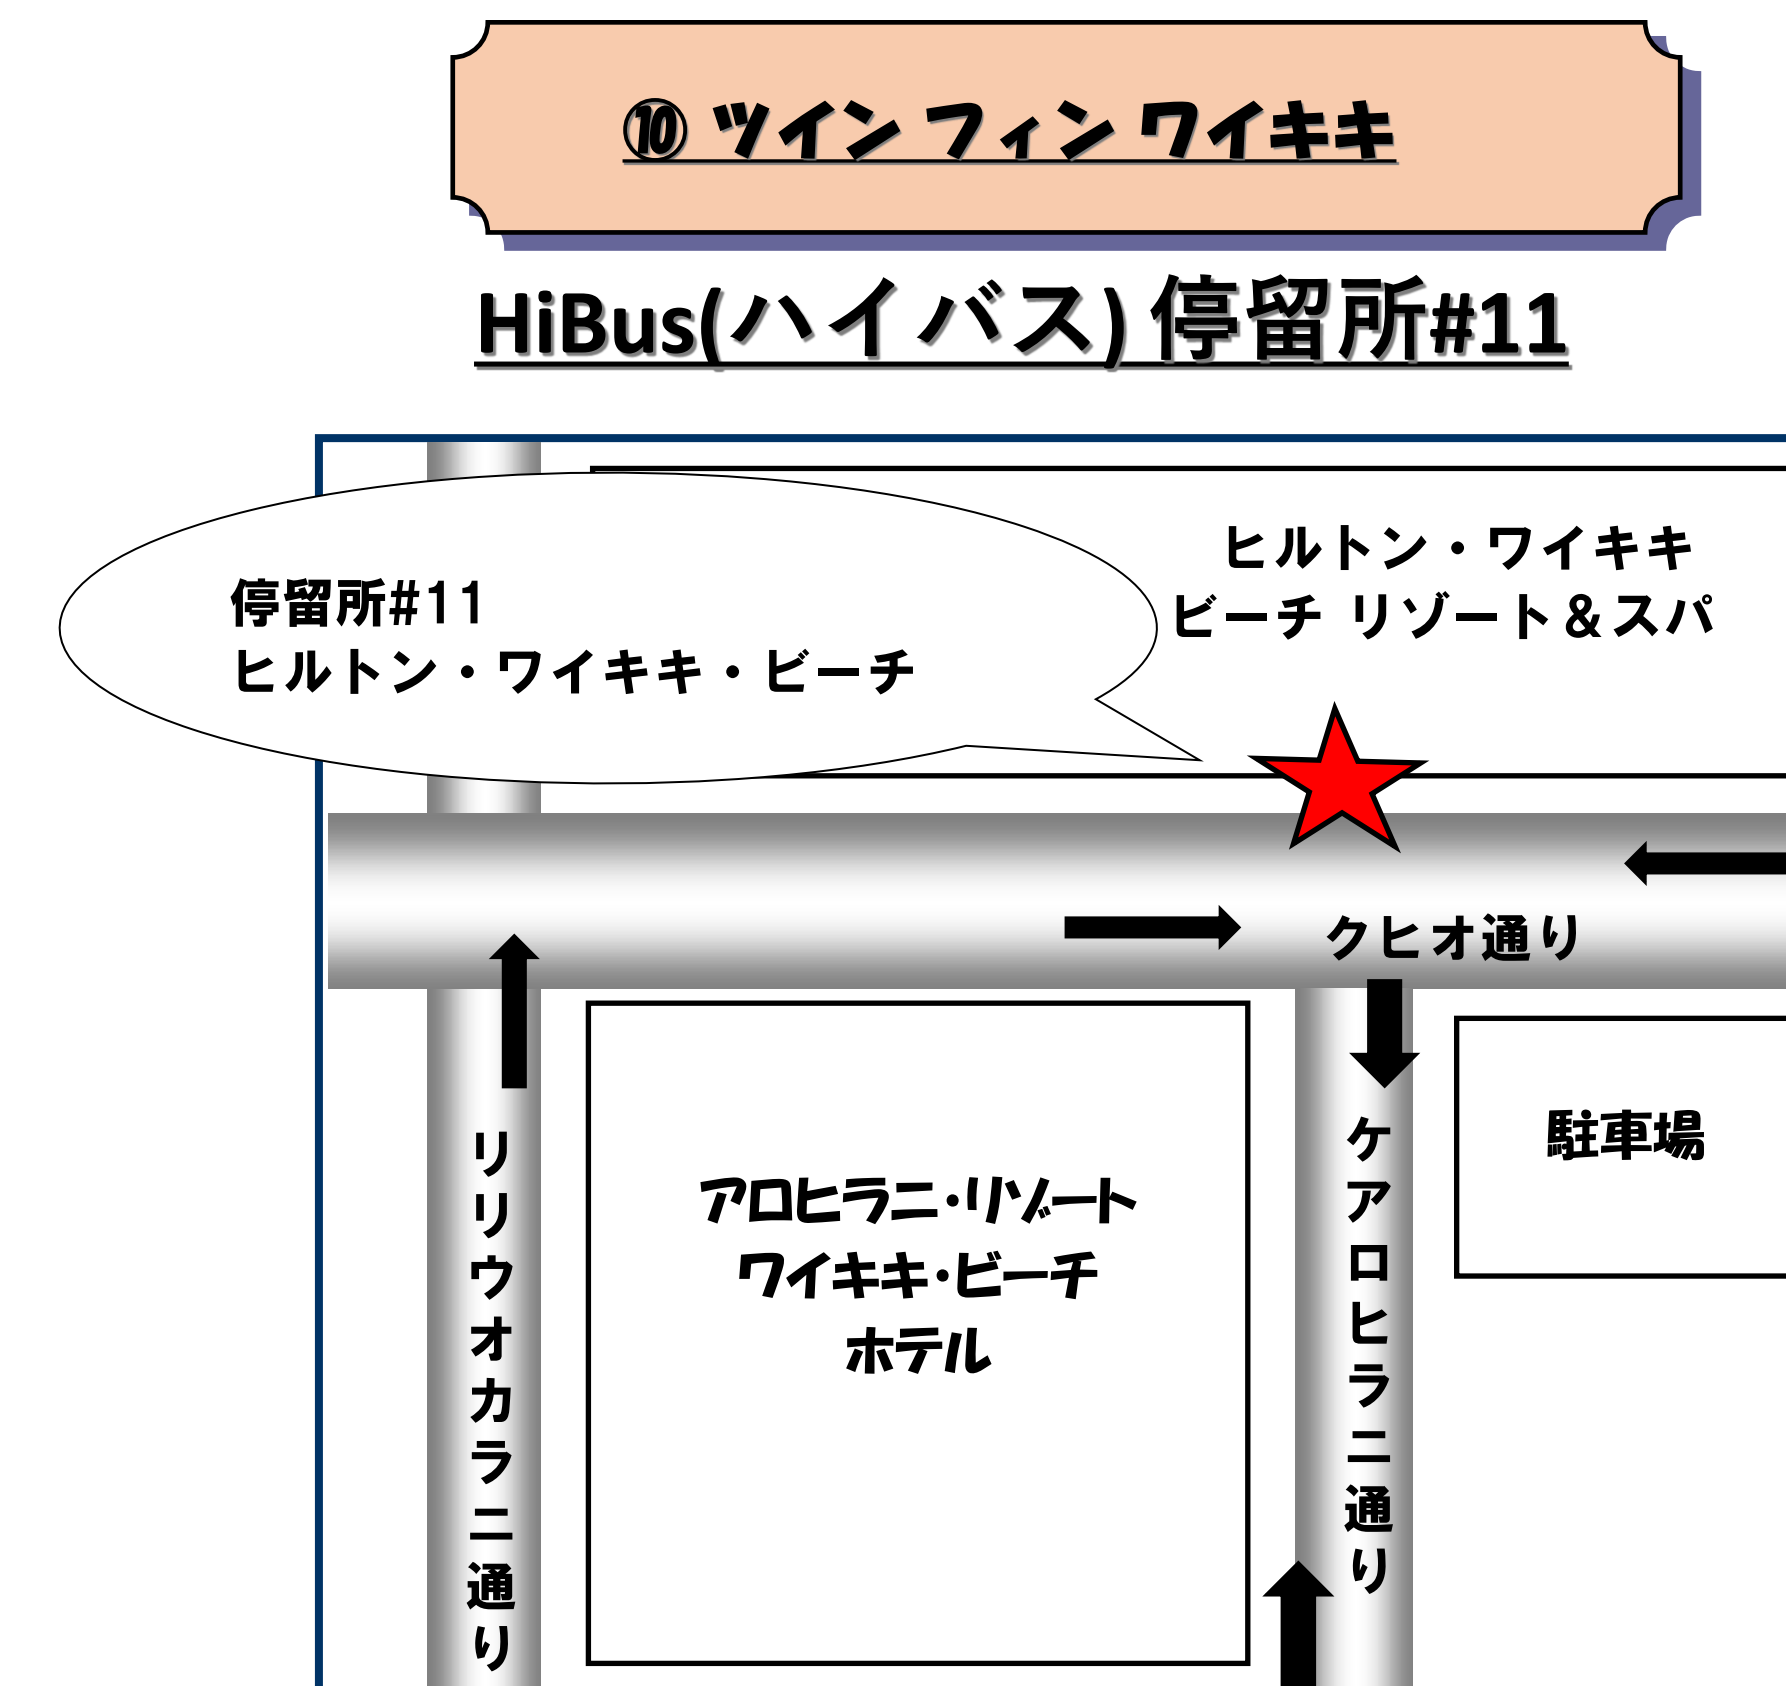 ⑩ ツイン フィン ワイキキ
HiBus(ハイバス) 停留所#11
停留所#11
ヒルトン・ワイキキ・ビーチ
ヒルトン・ワイキキ
ビーチ リゾート＆スパ
クヒオ通り
リリウオカラニ通り
アロヒラニ・リゾート
ワイキキ・ビーチ
ホテル
ケアロヒラニ通り
駐車場